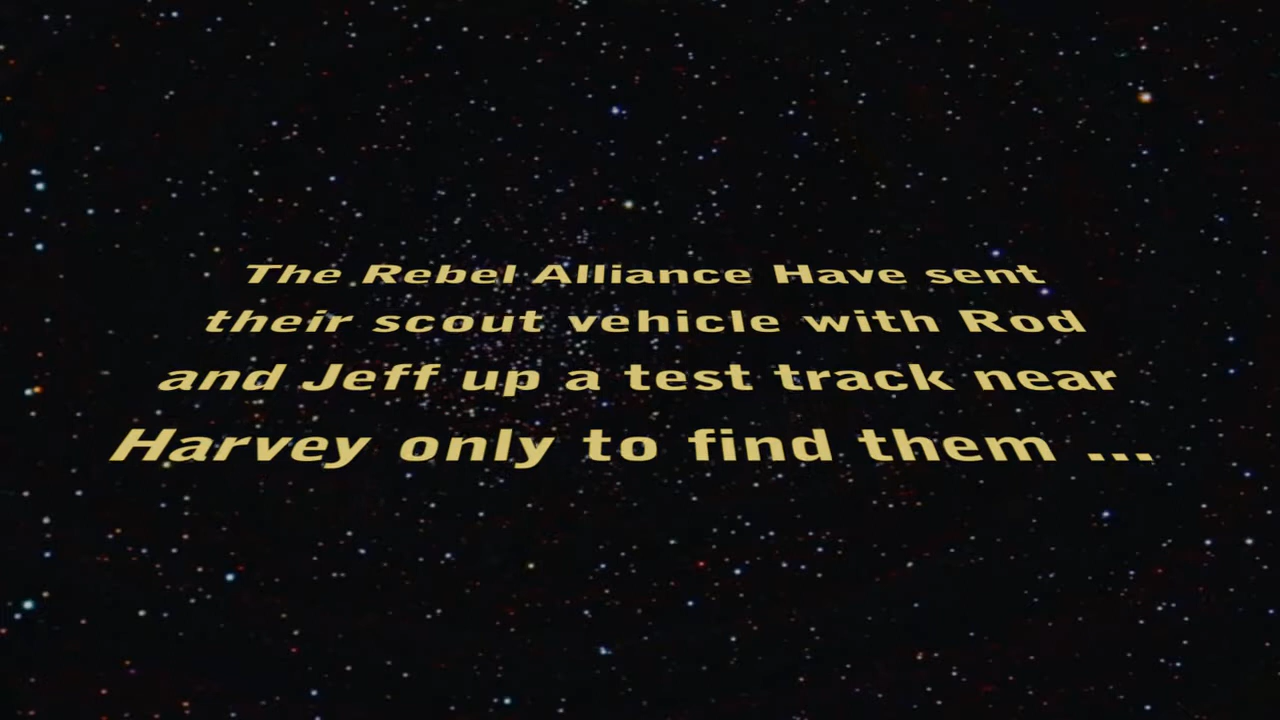 The Rebel Alliance Have sent
their scout vehicle with Rod
and Jeff up a test track near
Harvey only to find them ...